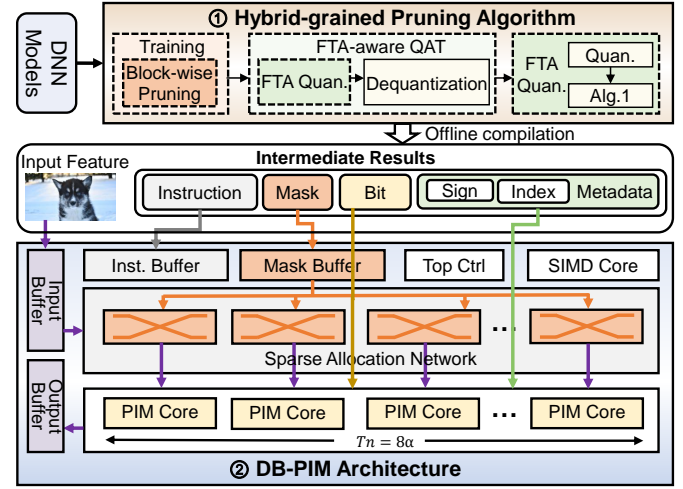 ① Hybrid-grained Pruning Algorithm
DNN Models
Training
Block-wise
Pruning
FTA-aware QAT
FTA Quan.
Dequantization
FTA
Quan.
Quan.
Alg.1
Offline compilation
Input Feature
Intermediate Results
Instruction
Mask
Bit
Sign
Index
Metadata
Input Buffer
Inst. Buffer
Mask Buffer
Top Ctrl
SIMD Core
...
Sparse Allocation Network
Output Buffer
PIM Core
PIM Core
PIM Core
...
PIM Core
Tn = 8α
② DB-PIM Architecture